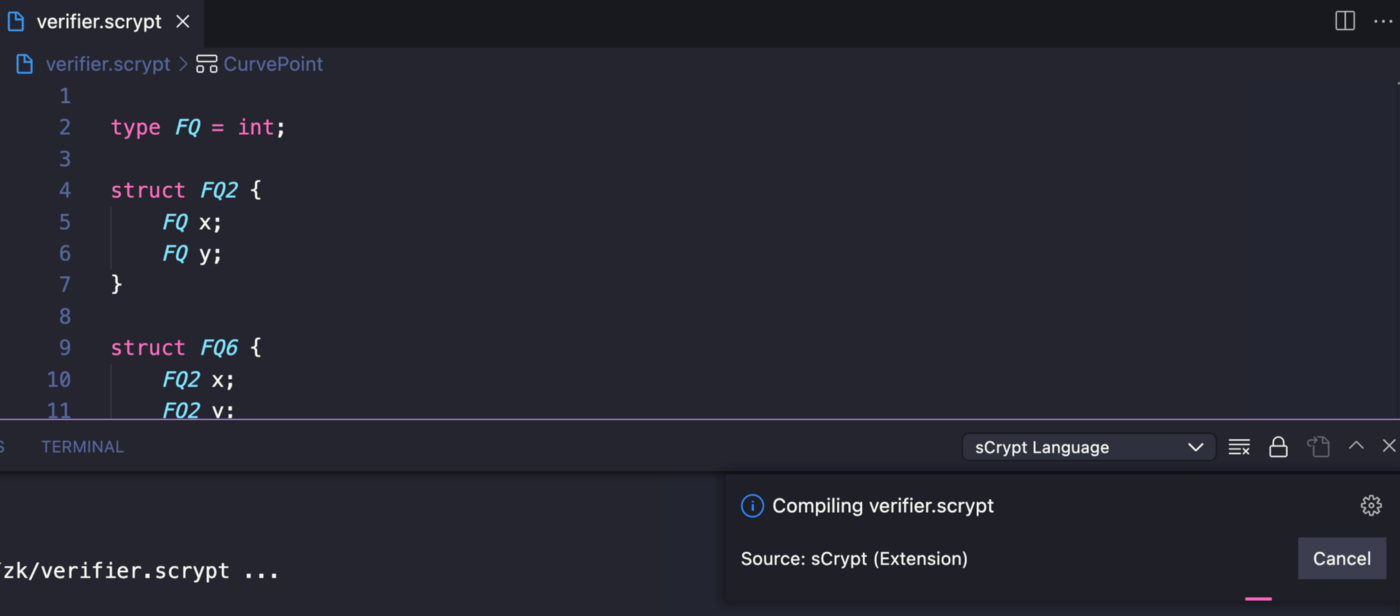 verifier.scrypt
verifier.scrypt > CurvePoint
1
2 type FQ = int;
3
4 struct FQ2 {
5 FQ x;
6 FQ y;
7 }
8
9 struct FQ6 {
10 FQ2 x;
11 FQ2 y;
S TERMINAL
sCrypt Language
Compiling verifier.scrypt
Source: sCrypt (Extension)
Cancel
/zk/verifier.scrypt ...